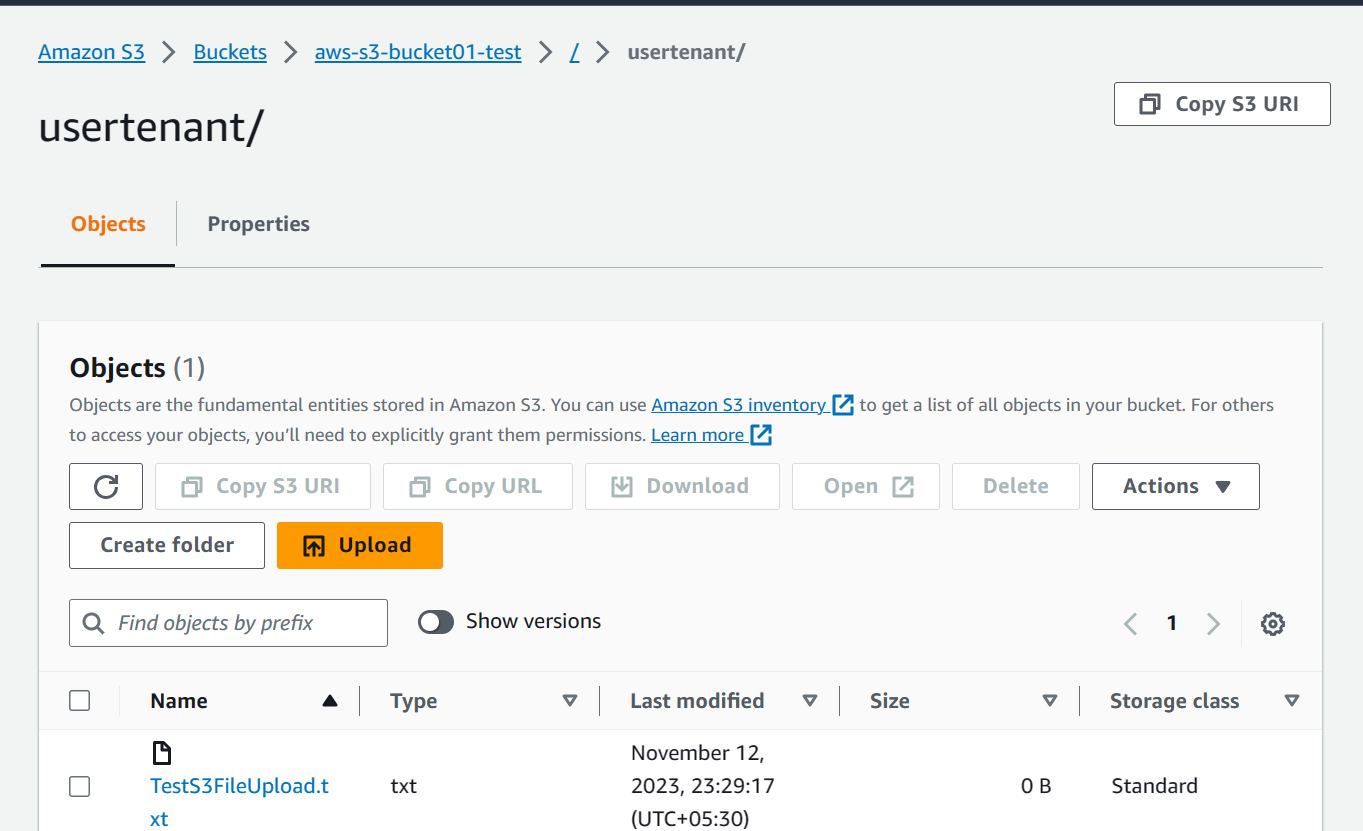 Amazon S3 > Buckets > aws-s3-bucket01-test > / > usertenant/
Copy S3 URI
usertenant/
Objects Properties
Objects (1)
Objects are the fundamental entities stored in Amazon S3. You can use Amazon S3 inventory to get a list of all objects in your bucket. For others
to access your objects, you’ll need to explicitly grant them permissions. Learn more
Copy S3 URI Copy URL Download Open Delete Actions
Create folder Upload
Find objects by prefix Show versions 1
Name Type Last modified Size Storage class
November 12,
TestS3FileUpload.t txt 2023, 23:29:17 0 B Standard
xt (UTC+05:30)